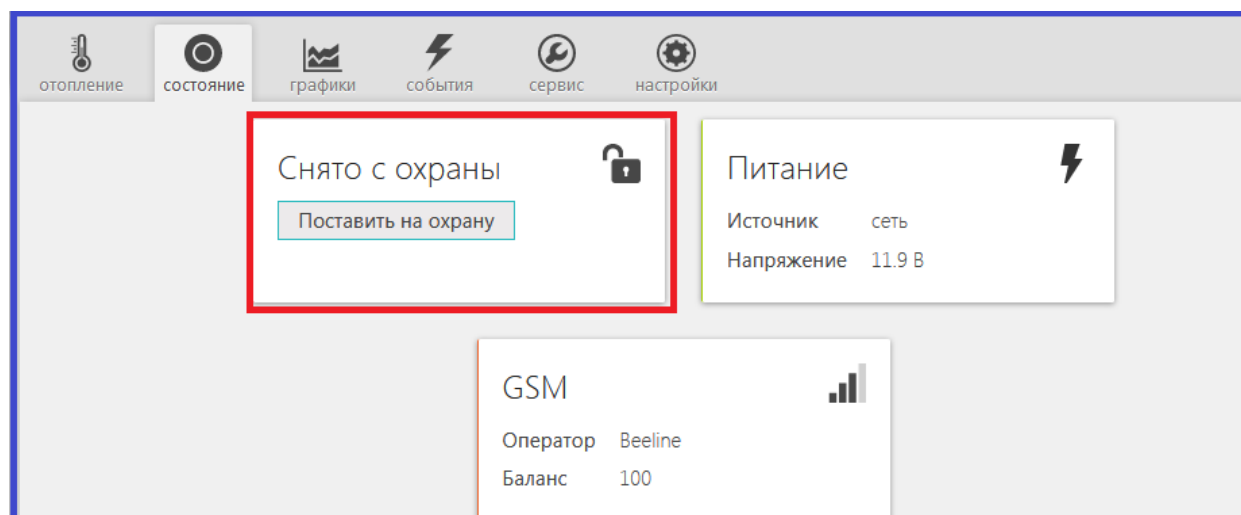 отопление состояние графики события сервис настройки
Снято с охраны
Поставить на охрану
Питание
Источник сеть
Напряжение 11.9 В
GSM
Оператор Beeline
Баланс 100